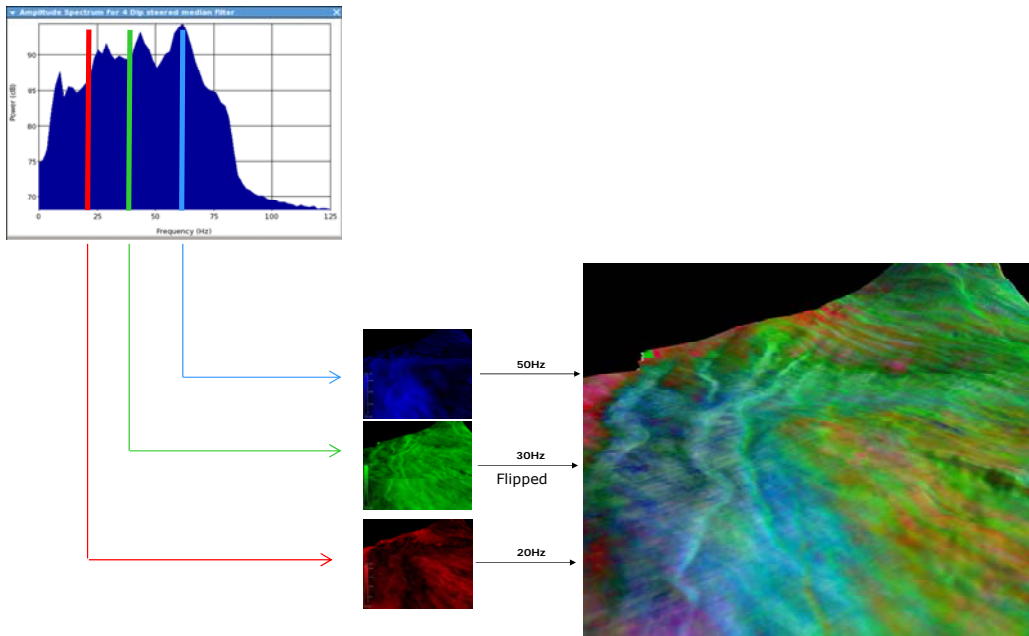 Amplitude Spectrum for 4 Dip steered median filter
Power (dB)
90
85
80
75
70
0 25 50 75 100 125
Frequency (Hz)
50Hz
30Hz
Flipped
20Hz